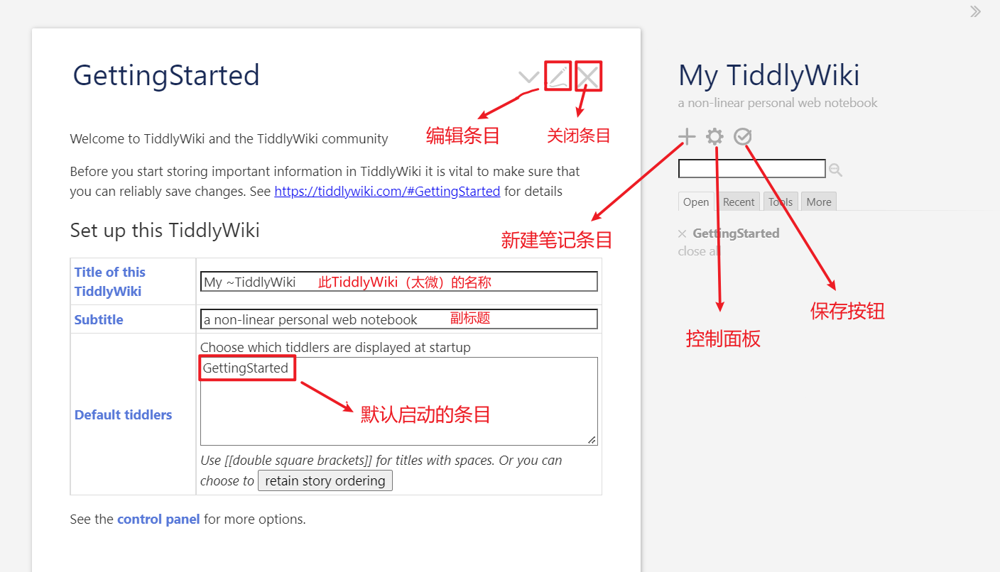 GettingStarted
编辑条目
关闭条目
Welcome to TiddlyWiki and the TiddlyWiki community
Before you start storing important information in TiddlyWiki it is vital to make sure that
you can reliably save changes. See https://tiddlywiki.com/#GettingStarted for details
Set up this TiddlyWiki
Title of this
TiddlyWiki
My ~TiddlyWiki
此TiddlyWiki（太微）的名称
Subtitle
a non-linear personal web notebook
副标题
Default tiddlers
Choose which tiddlers are displayed at startup
GettingStarted
默认启动的条目
Use [[double square brackets]] for titles with spaces. Or you can
choose to retain story ordering
See the control panel for more options.
My TiddlyWiki
a non-linear personal web notebook
新建笔记条目
Open Recent Tools More
GettingStarted
close all
控制面板
保存按钮